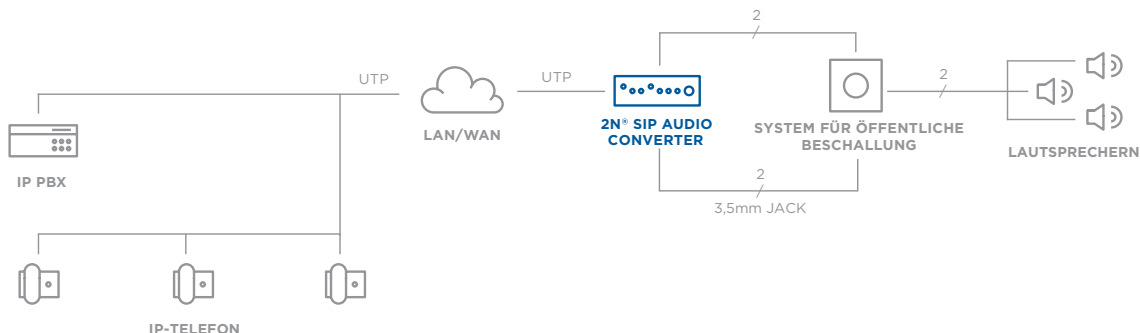 2
UTP
UTP
2
LAN/WAN
2N® SIP AUDIO
CONVERTER
SYSTEM FÜR ÖFFENTLICHE
BESCHALLUNG
LAUTSPRECHERN
IP PBX
2
3,5mm JACK
IP-TELEFON